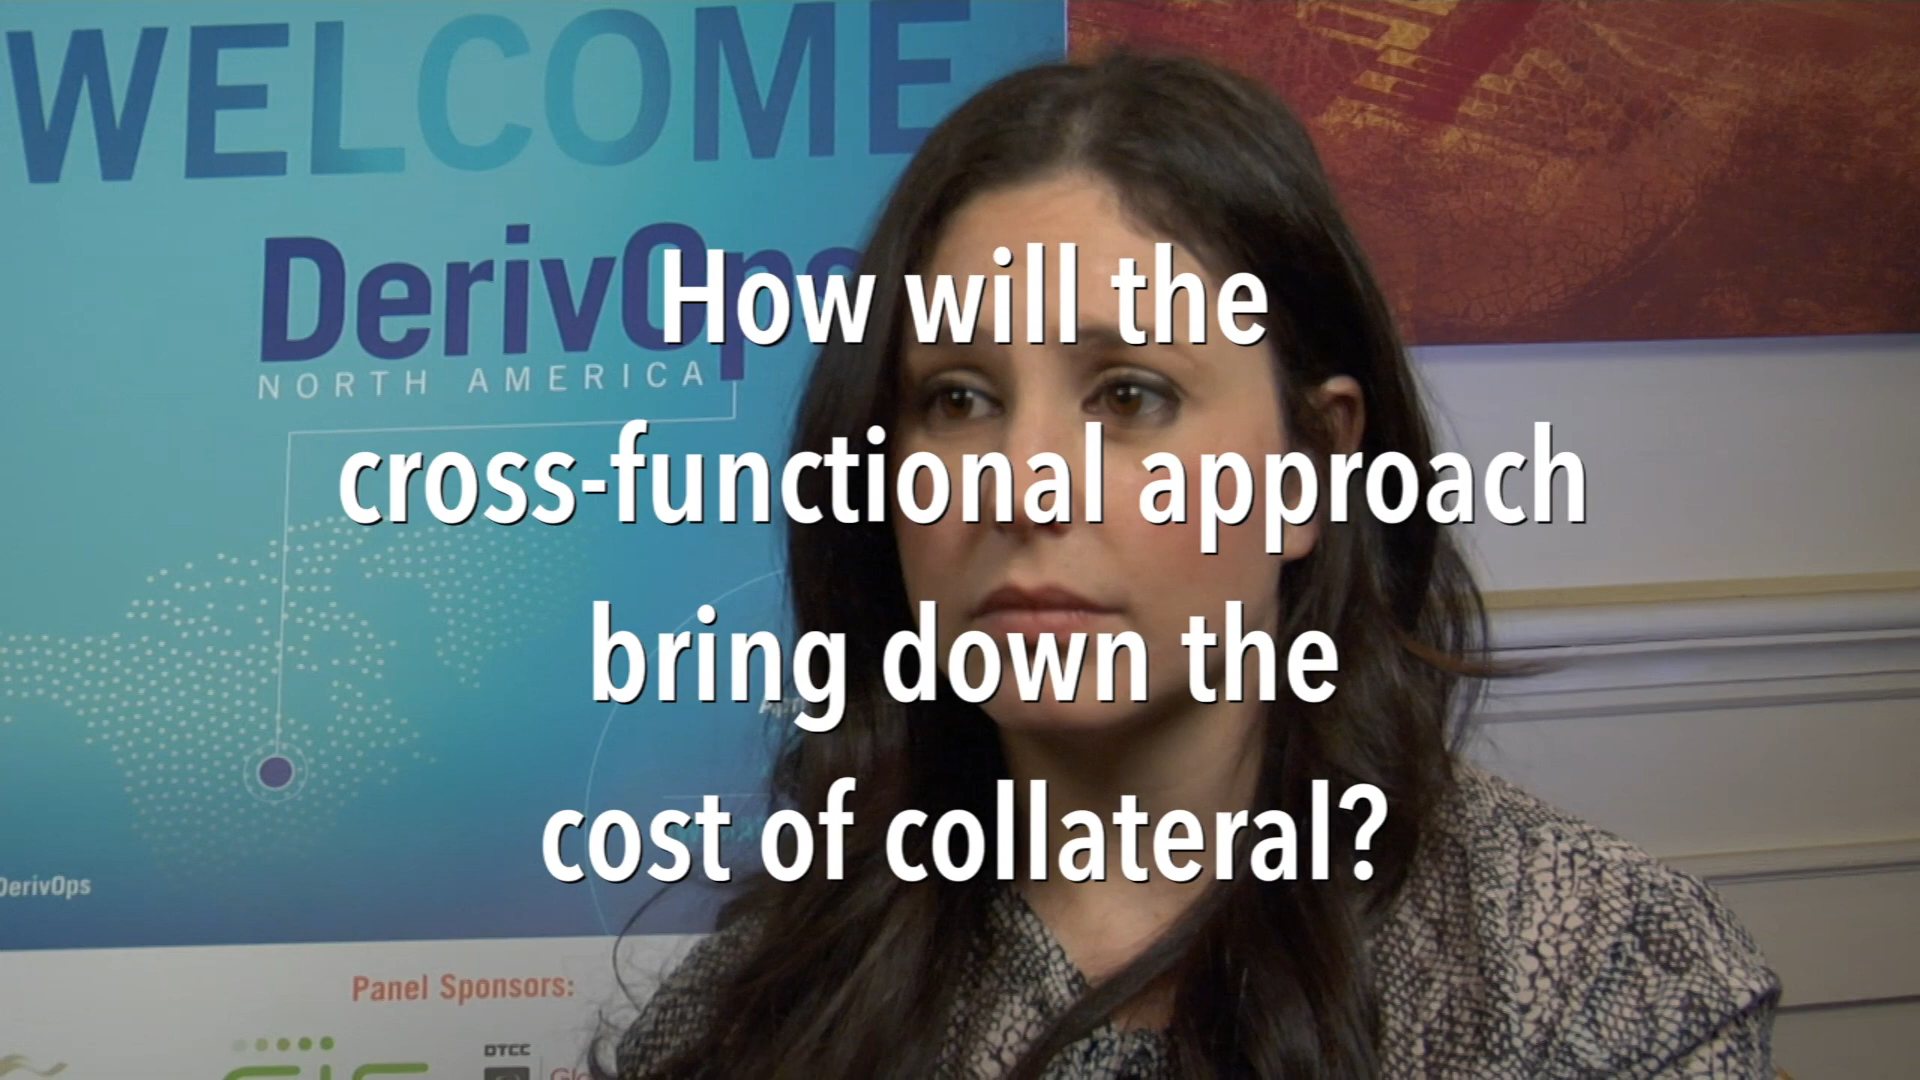 WELCOME
DerivOps
NORTH AMERICA
How will the
cross-functional approach
bring down the
cost of collateral?
DerivOps
Panel Sponsors:
DTCC